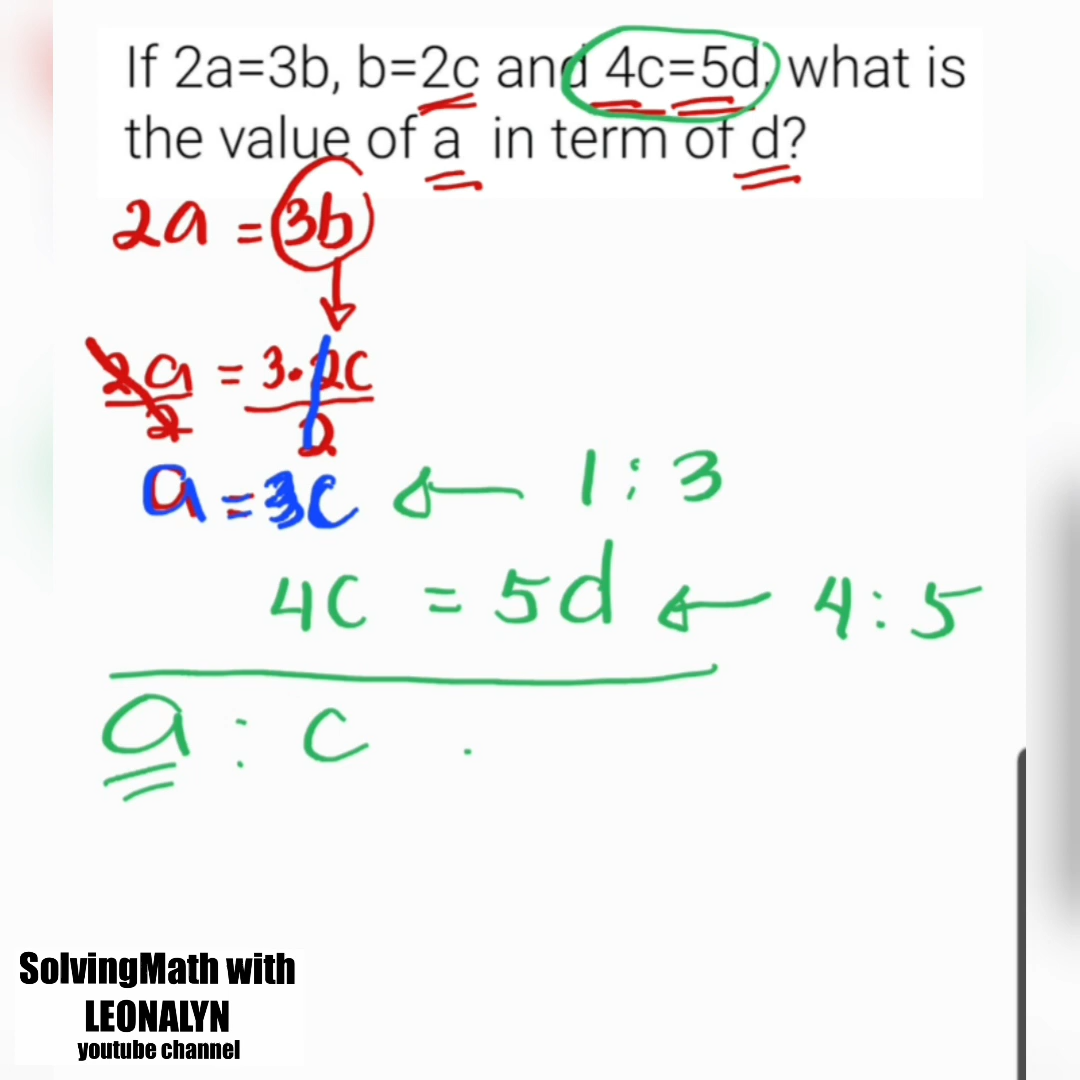 If 2a=3b, b=2c and 4c=5d, what is
the value of a in term of d?
2a = 3b
2a = 3·2c
2 2
a = 3c 1 : 3
4c = 5d 4 : 5
a : c .
SolvingMath with
LEONALYN
youtube channel